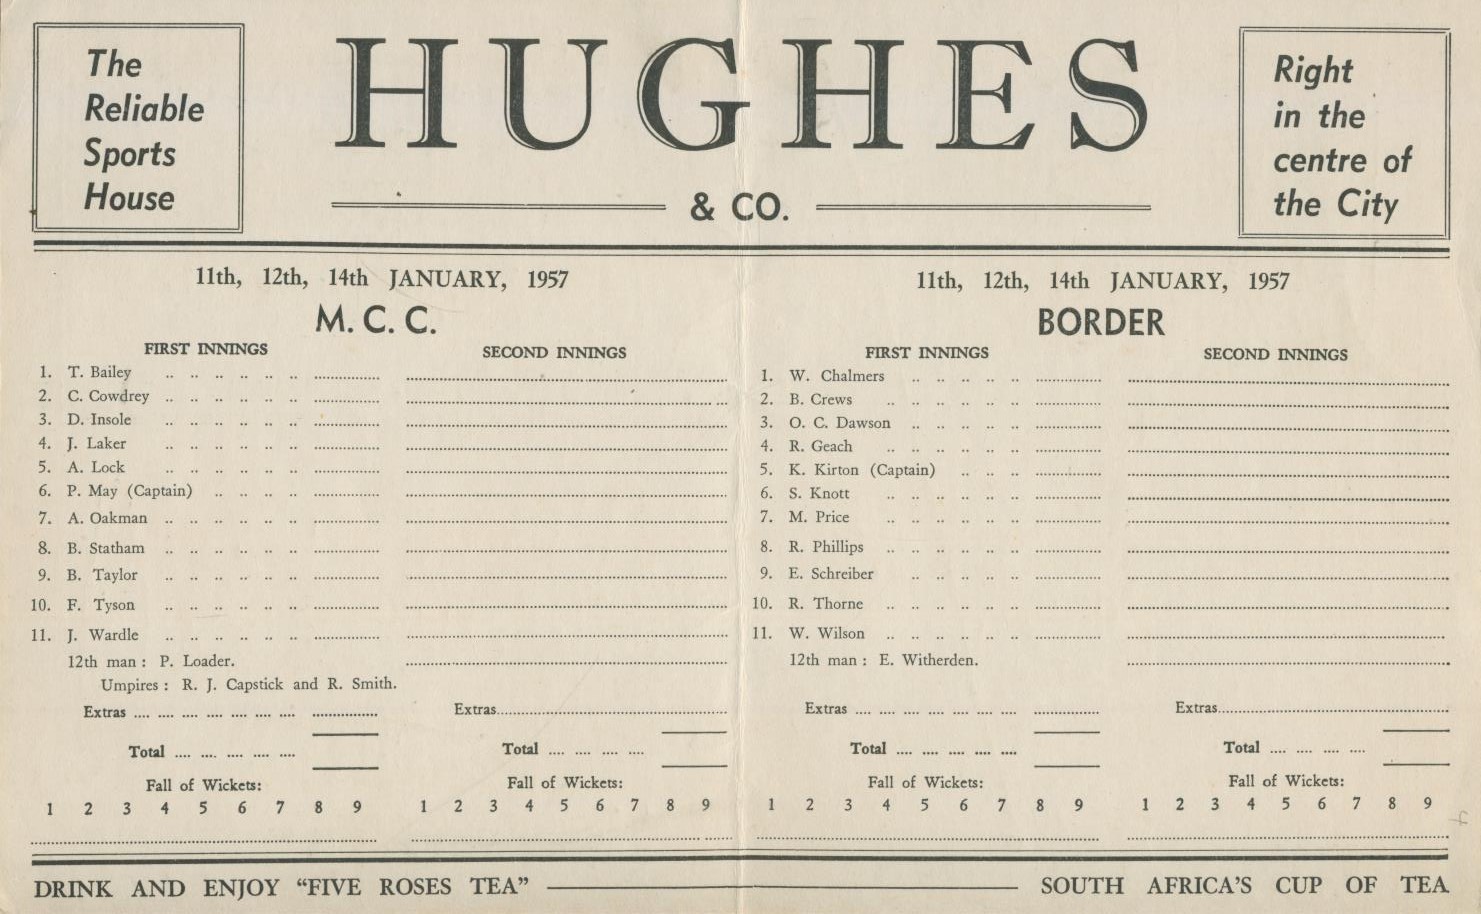 The
Reliable
Sports
House
HUGHES
& CO.
Right
in the
centre of
the City
11th, 12th, 14th JANUARY, 1957
M. C. C.
FIRST INNINGS
SECOND INNINGS
1. T. Bailey
2. C. Cowdrey
3. D. Insole
4. J. Laker
5. A. Lock
6. P. May (Captain)
7. A. Oakman
8. B. Statham
9. B. Taylor
10. F. Tyson
11. J. Wardle
12th man : P. Loader.
Umpires : R. J. Capstick and R. Smith.
Extras
Extras
Total
Total
Fall of Wickets:
Fall of Wickets:
1 2 3 4 5 6 7 8 9
1 2 3 4 5 6 7 8 9
11th, 12th, 14th JANUARY, 1957
BORDER
FIRST INNINGS
SECOND INNINGS
1. W. Chalmers
2. B. Crews
3. O. C. Dawson
4. R. Geach
5. K. Kirton (Captain)
6. S. Knott
7. M. Price
8. R. Phillips
9. E. Schreiber
10. R. Thorne
11. W. Wilson
12th man : E. Witherden.
Extras
Extras
Total
Total
Fall of Wickets:
Fall of Wickets:
1 2 3 4 5 6 7 8 9
1 2 3 4 5 6 7 8 9
DRINK AND ENJOY “FIVE ROSES TEA”
SOUTH AFRICA’S CUP OF TEA